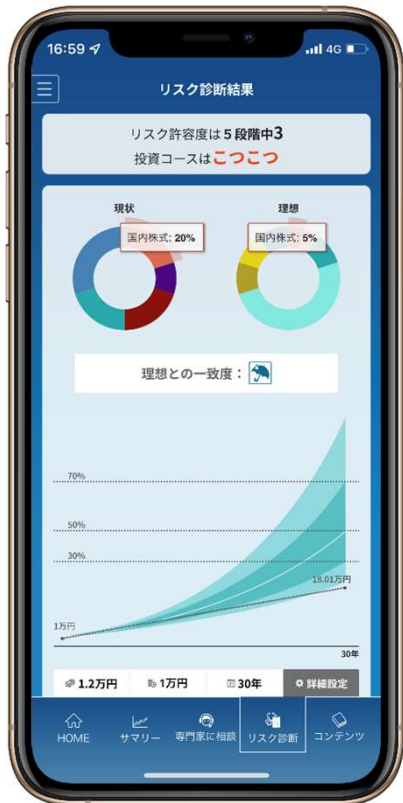 16:59
4G
リスク診断結果
リスク許容度は5段階中3
投資コースはこつこつ
現状
理想
国内株式: 20%
国内株式: 5%
理想との一致度：
70%
50%
30%
18.01万円
1万円
30年
1.2万円
1万円
30年
詳細設定
HOME
サマリー
専門家に相談
リスク診断
コンテンツ